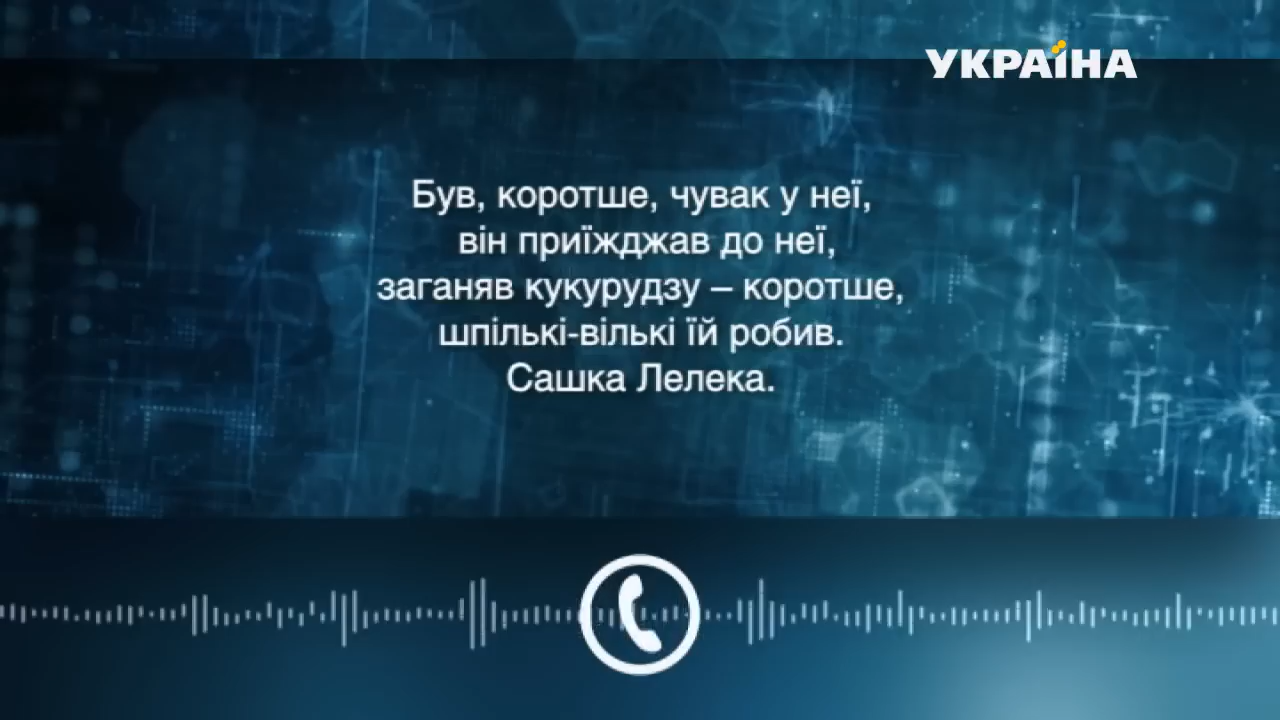 УКРАЇНА
Був, коротше, чувак у неї,
він приїжджав до неї,
заганяв кукурудзу – коротше,
шпількі-вількі їй робив.
Сашка Лелека.